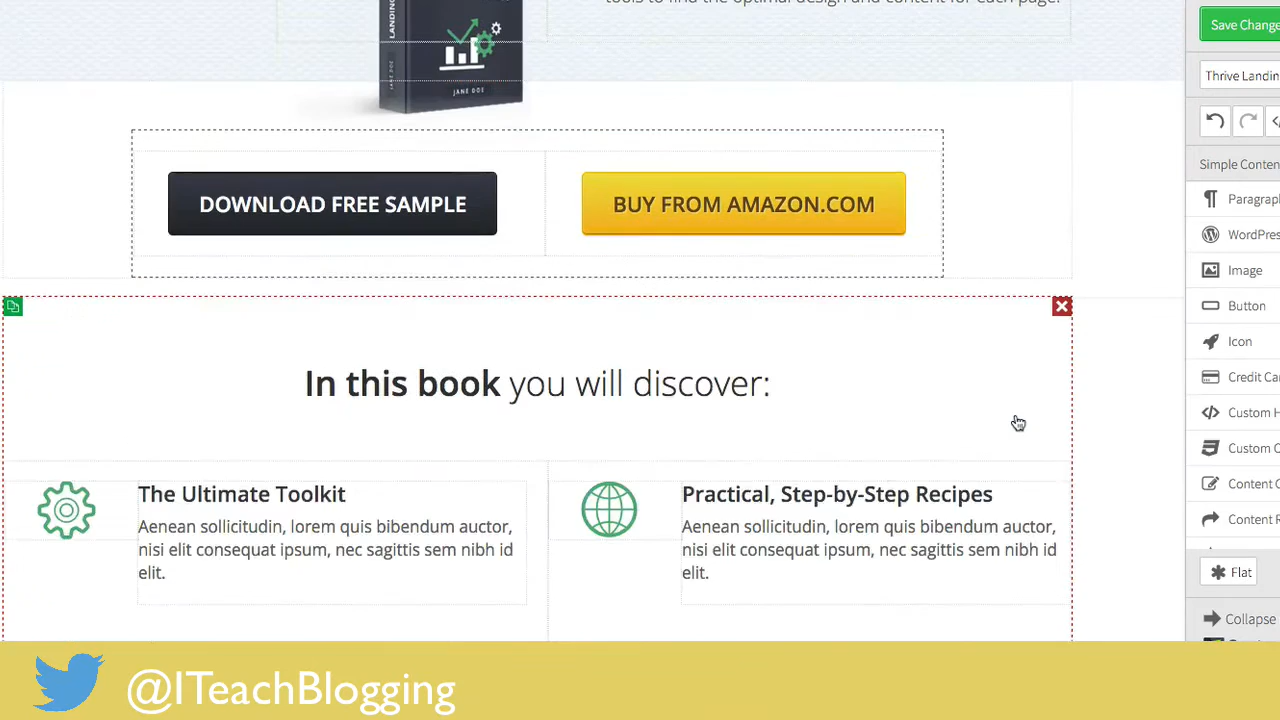 tools to find the optimal design and content for each page.
JANE DOE
JANE DOE
Save Change
Thrive Landin
DOWNLOAD FREE SAMPLE
BUY FROM AMAZON.COM
Simple Conten
Paragrap
WordPres
Image
Button
Icon
Credit Ca
Custom H
Custom C
Content
Content R
Flat
Collapse
In this book you will discover:
The Ultimate Toolkit
Aenean sollicitudin, lorem quis bibendum auctor,
nisi elit consequat ipsum, nec sagittis sem nibh id
elit.
Practical, Step-by-Step Recipes
Aenean sollicitudin, lorem quis bibendum auctor,
nisi elit consequat ipsum, nec sagittis sem nibh id
elit.
@ITeachBlogging